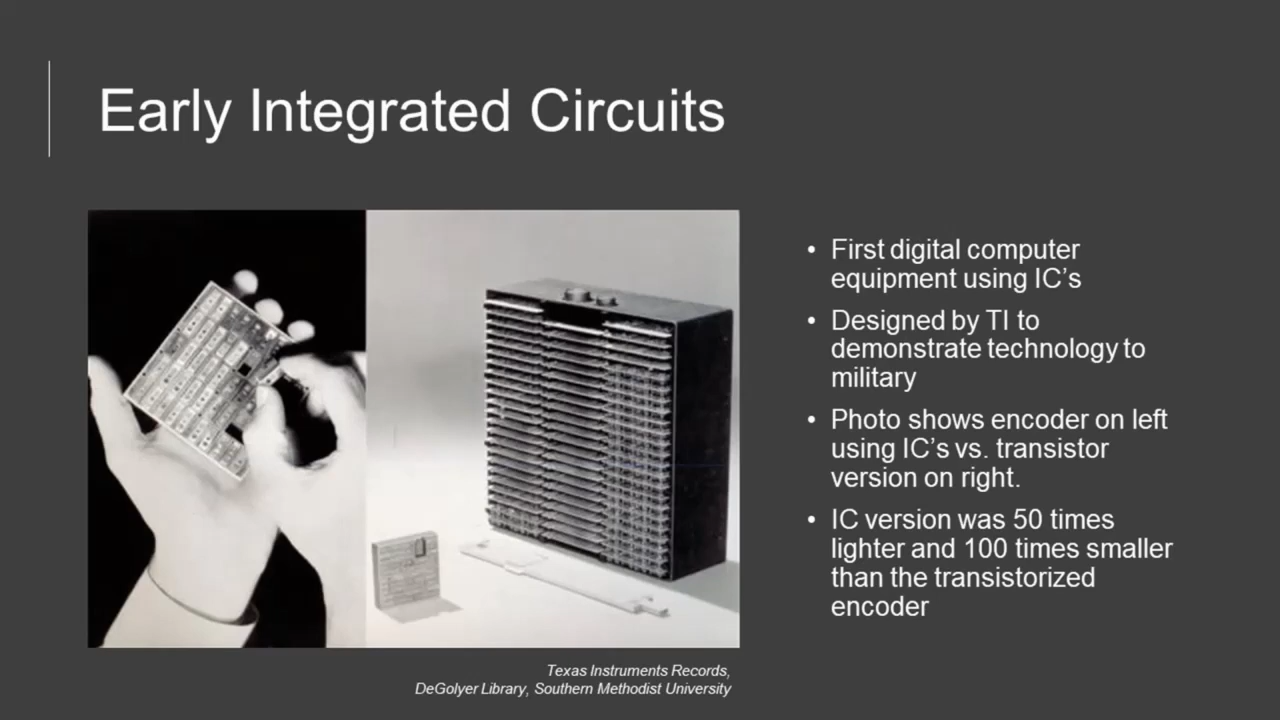 Early Integrated Circuits
• First digital computer
equipment using IC’s
• Designed by TI to
demonstrate technology to
military
• Photo shows encoder on left
using IC’s vs. transistor
version on right.
• IC version was 50 times
lighter and 100 times smaller
than the transistorized
encoder
Texas Instruments Records,
DeGolyer Library, Southern Methodist University